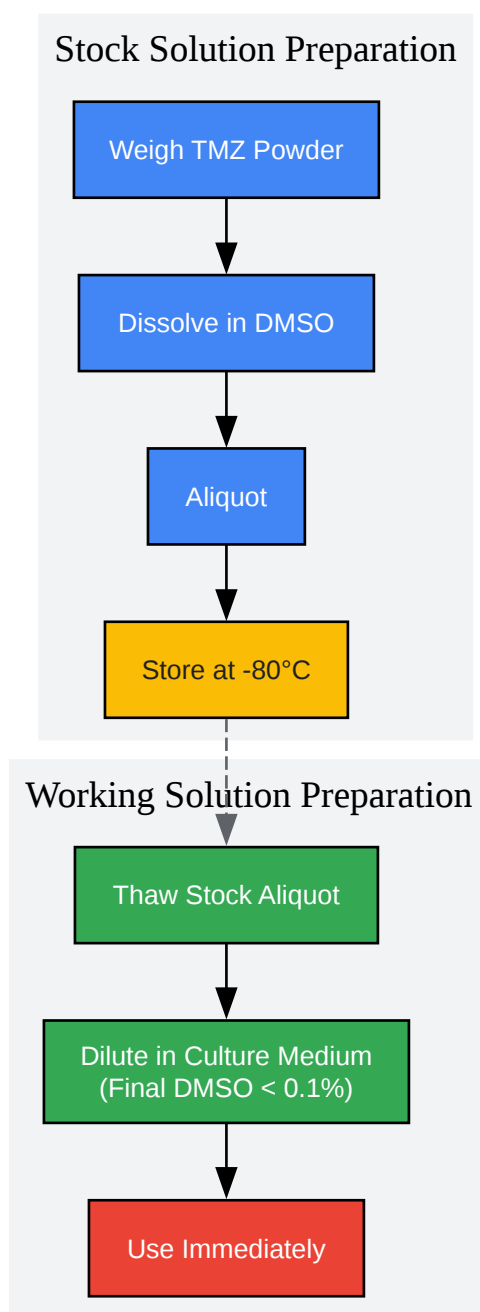 Stock Solution Preparation
Weigh TMZ Powder
Dissolve in DMSO
Aliquot
Store at -80°C
Working Solution Preparation
Thaw Stock Aliquot
Dilute in Culture Medium
(Final DMSO < 0.1%)
Use Immediately